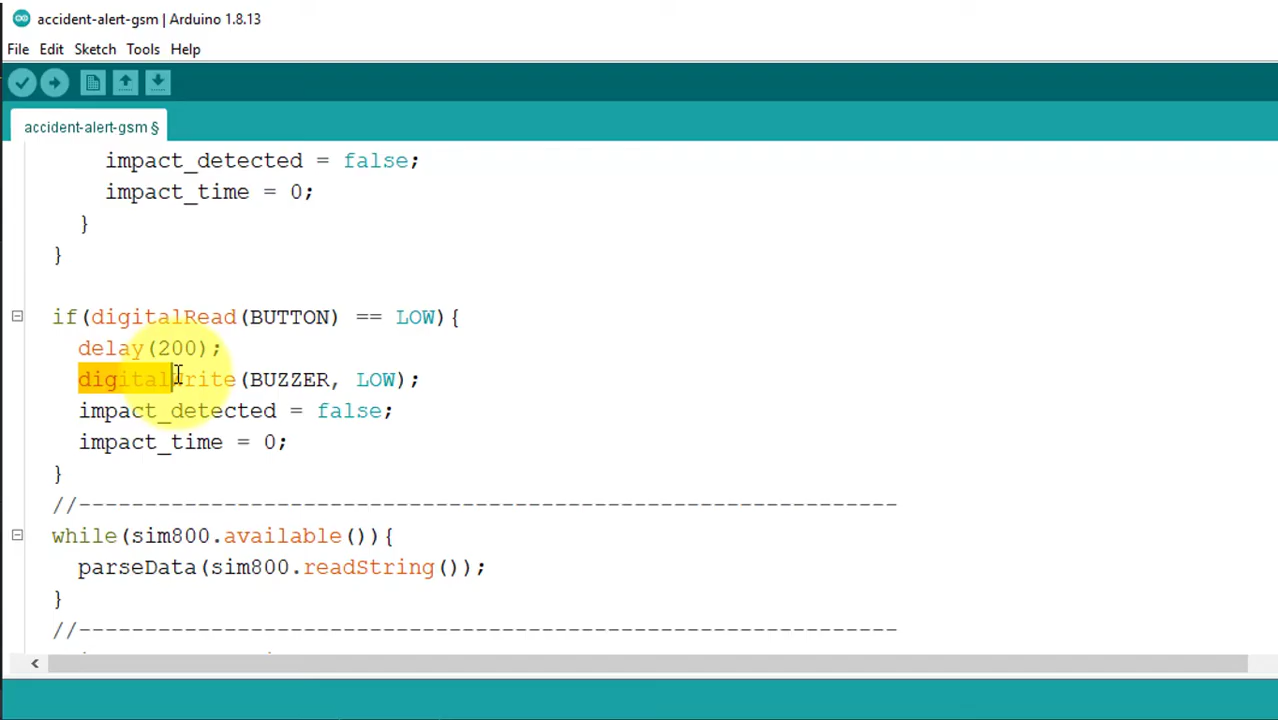 accident-alert-gsm | Arduino 1.8.13
File Edit Sketch Tools Help
accident-alert-gsm §
impact_detected = false;
impact_time = 0;
}
}
if(digitalRead(BUTTON) == LOW){
delay(200);
digitalWrite(BUZZER, LOW);
impact_detected = false;
impact_time = 0;
}
//--------------------------------------------------------------
while(sim800.available()){
parseData(sim800.readString());
}
//--------------------------------------------------------------